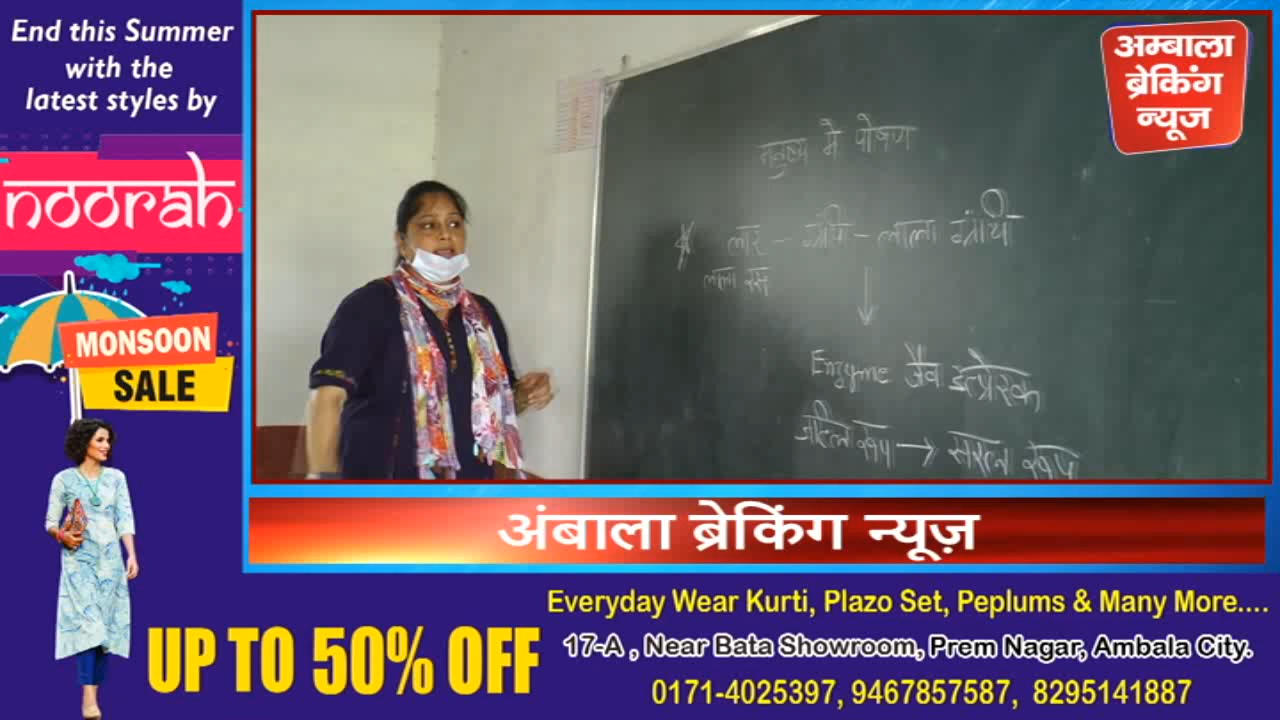 End this Summer
with the
latest styles by
noorah
MONSOON
SALE
अम्बाला
ब्रेकिंग
न्यूज
मनुष्य में पोषण
लार - ग्रंथि - लाला ग्रंथी
लाला रस
Enzyme जैव उत्प्रेरक
जटिल रूप → सरल रूप
अंबाला ब्रेकिंग न्यूज़
Everyday Wear Kurti, Plazo Set, Peplums & Many More....
UP TO 50% OFF
17-A , Near Bata Showroom, Prem Nagar, Ambala City.
0171-4025397, 9467857587, 8295141887